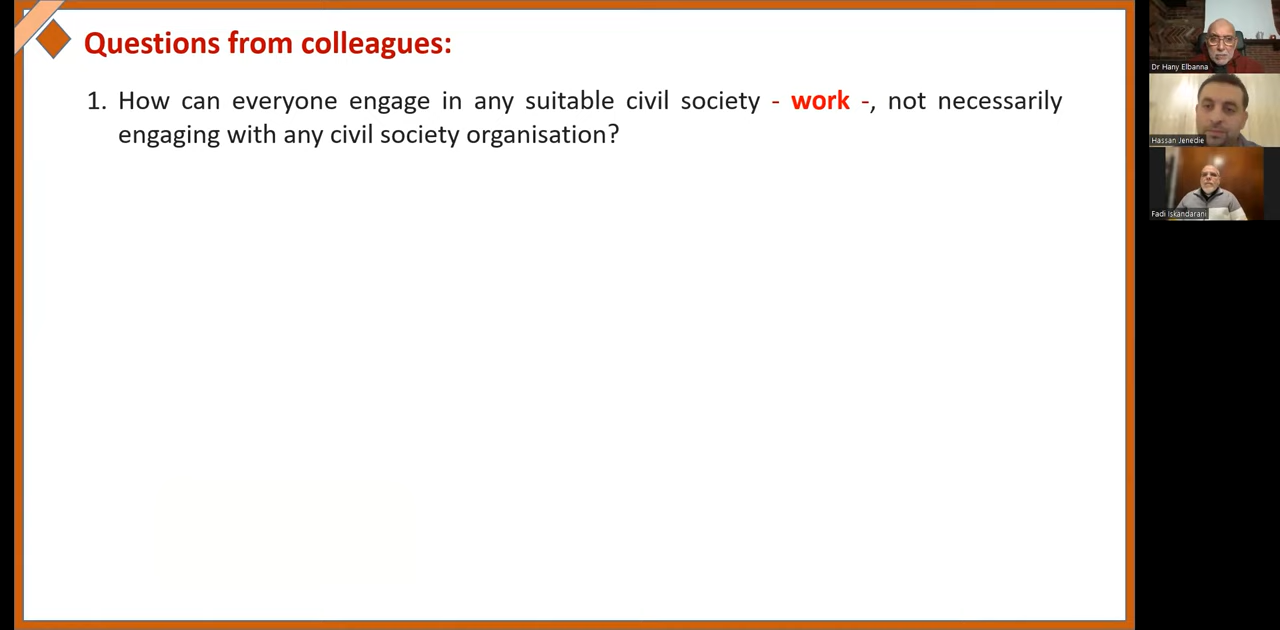 Questions from colleagues:
1. How can everyone engage in any suitable civil society - work -, not necessarily
engaging with any civil society organisation?
Dr Hany Elbanna
Hassan Jenedie
Fadi Iskandarani